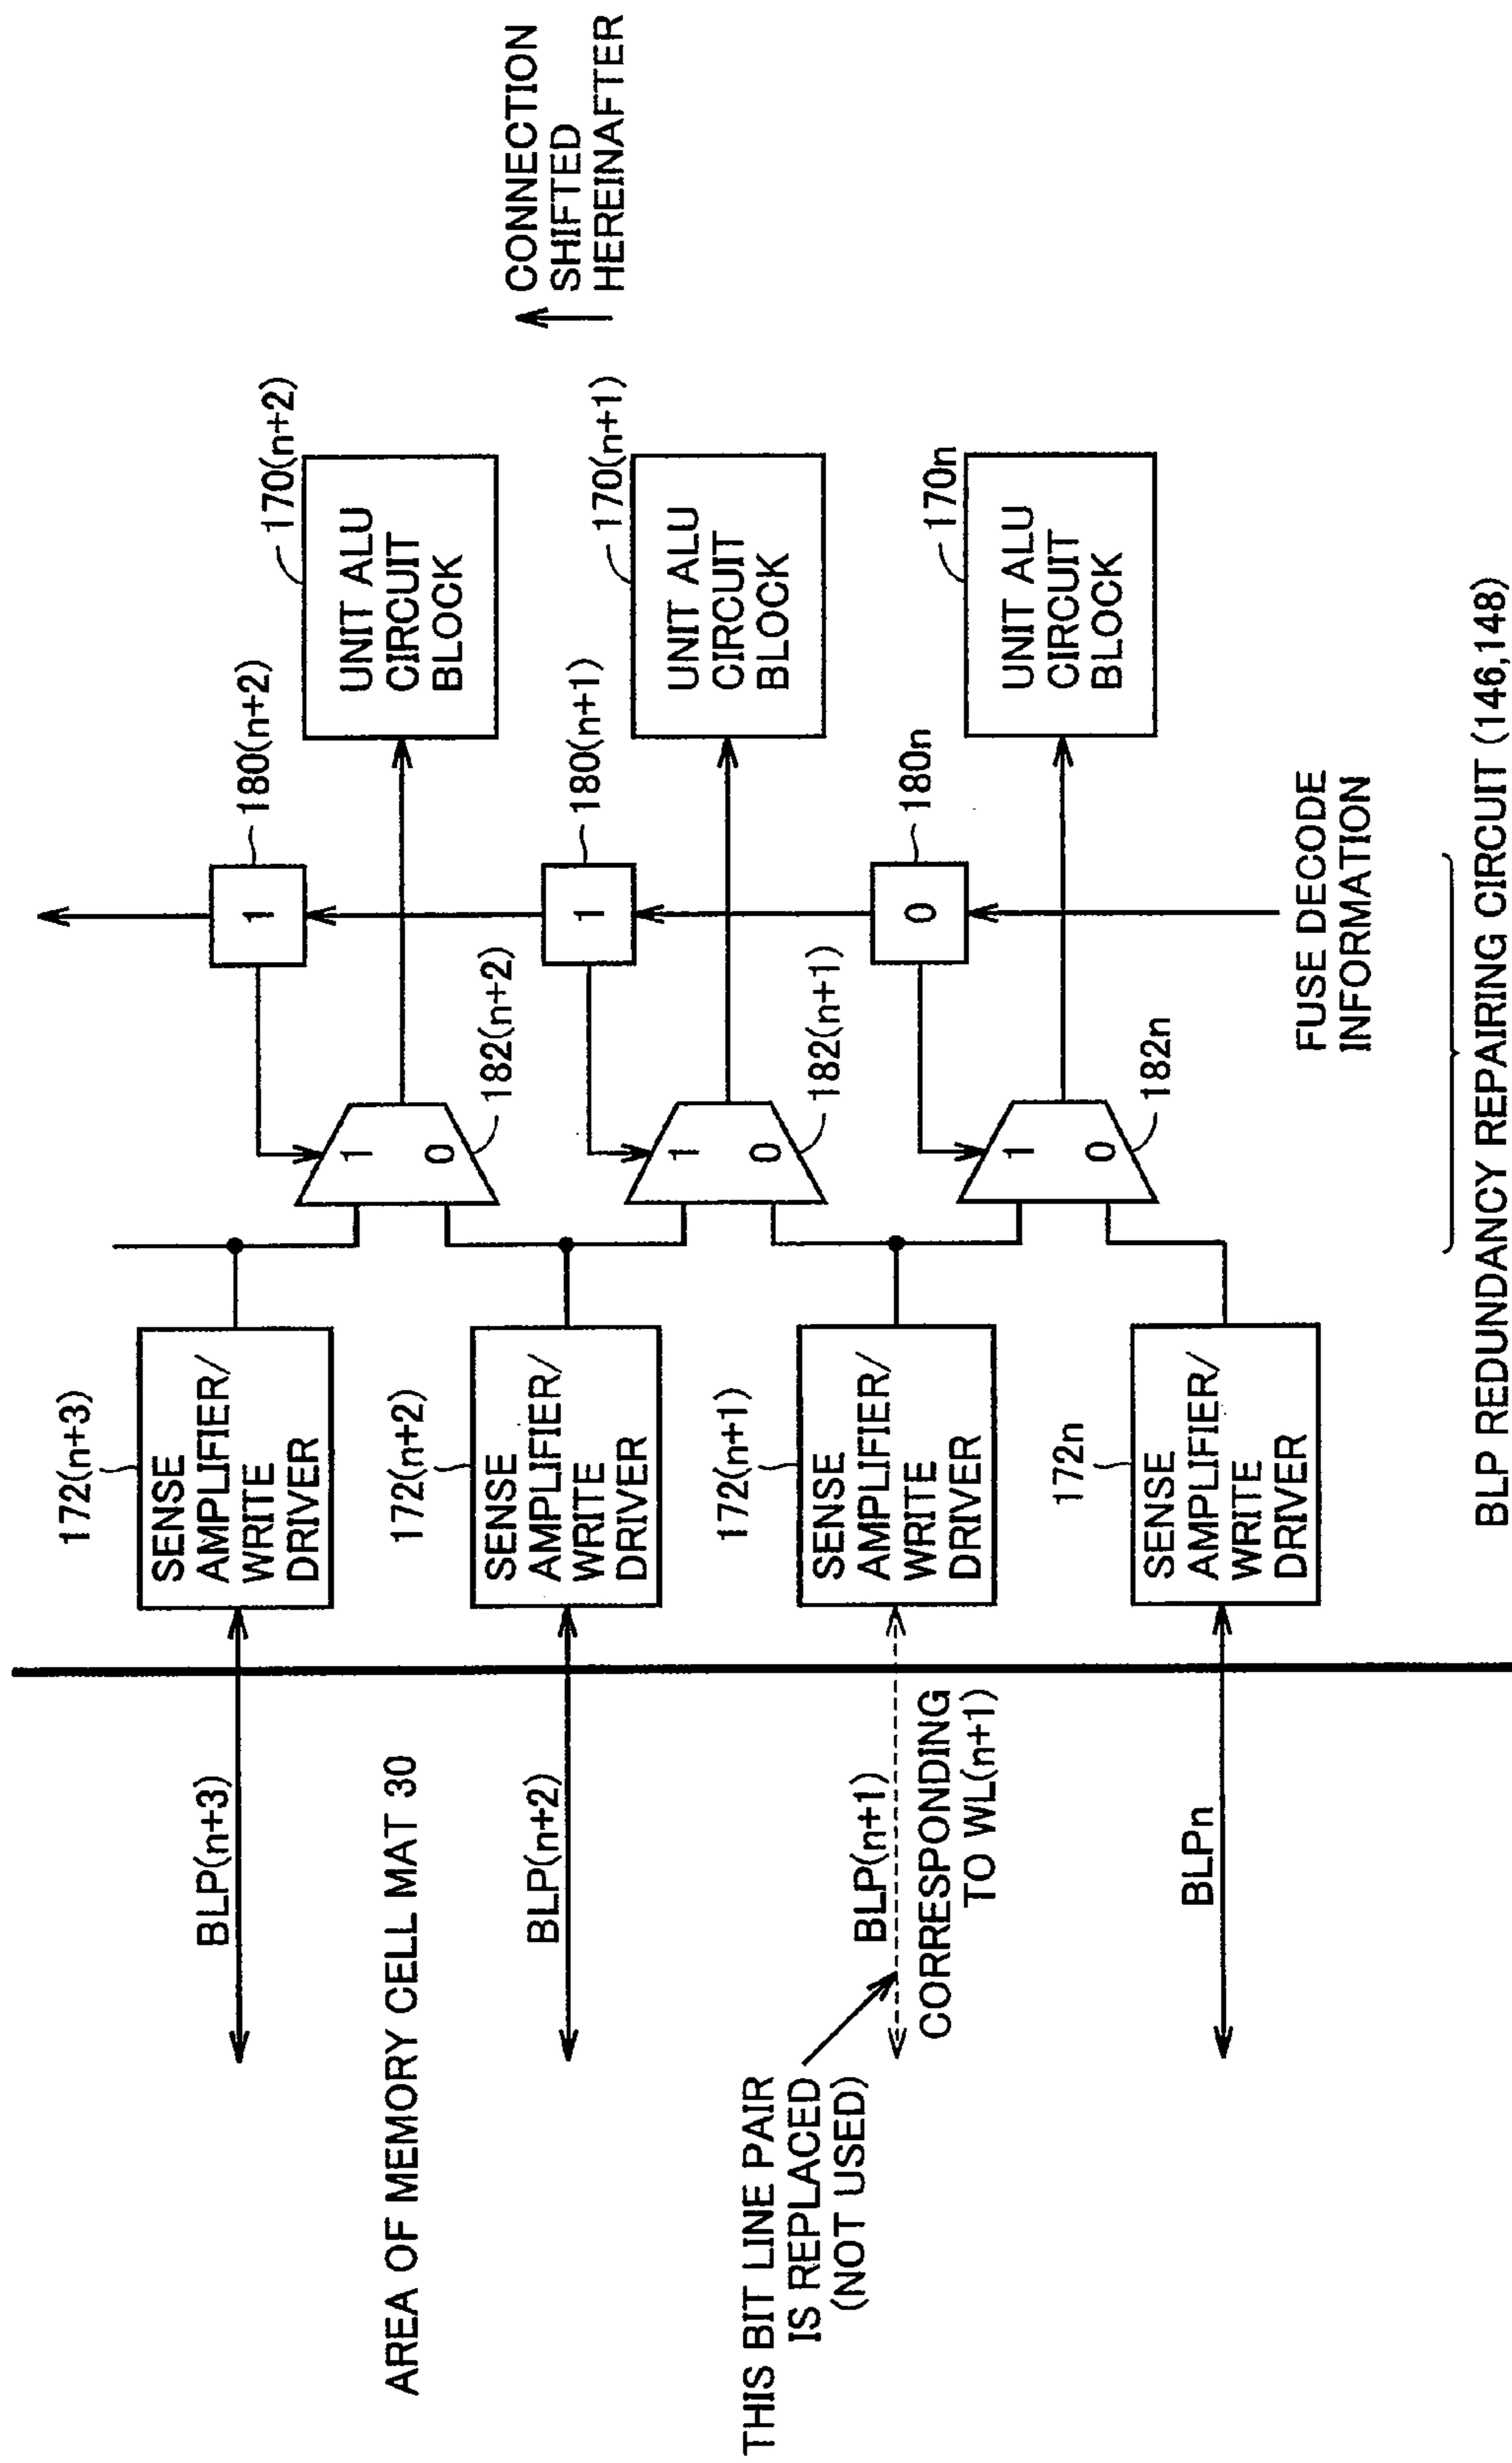 BLP(n+3)
172(n+3)
SENSE
AMPLIFIER/
WRITE
DRIVER
1
0
182(n+2)
1
180(n+2)
UNIT ALU
CIRCUIT
BLOCK
170(n+2)
AREA OF MEMORY CELL MAT 30
BLP(n+2)
172(n+2)
SENSE
AMPLIFIER/
WRITE
DRIVER
1
0
182(n+1)
1
180(n+1)
UNIT ALU
CIRCUIT
BLOCK
170(n+1)
CONNECTION
SHIFTED
HEREINAFTER
THIS BIT LINE PAIR
IS REPLACED
(NOT USED)
BLP(n+1)
CORRESPONDING
TO WL(n+1)
172(n+1)
SENSE
AMPLIFIER/
WRITE
DRIVER
1
0
182n
0
180n
UNIT ALU
CIRCUIT
BLOCK
170n
BLPn
172n
SENSE
AMPLIFIER/
WRITE
DRIVER
FUSE DECODE
INFORMATION
BLP REDUNDANCY REPAIRING CIRCUIT (146,148)